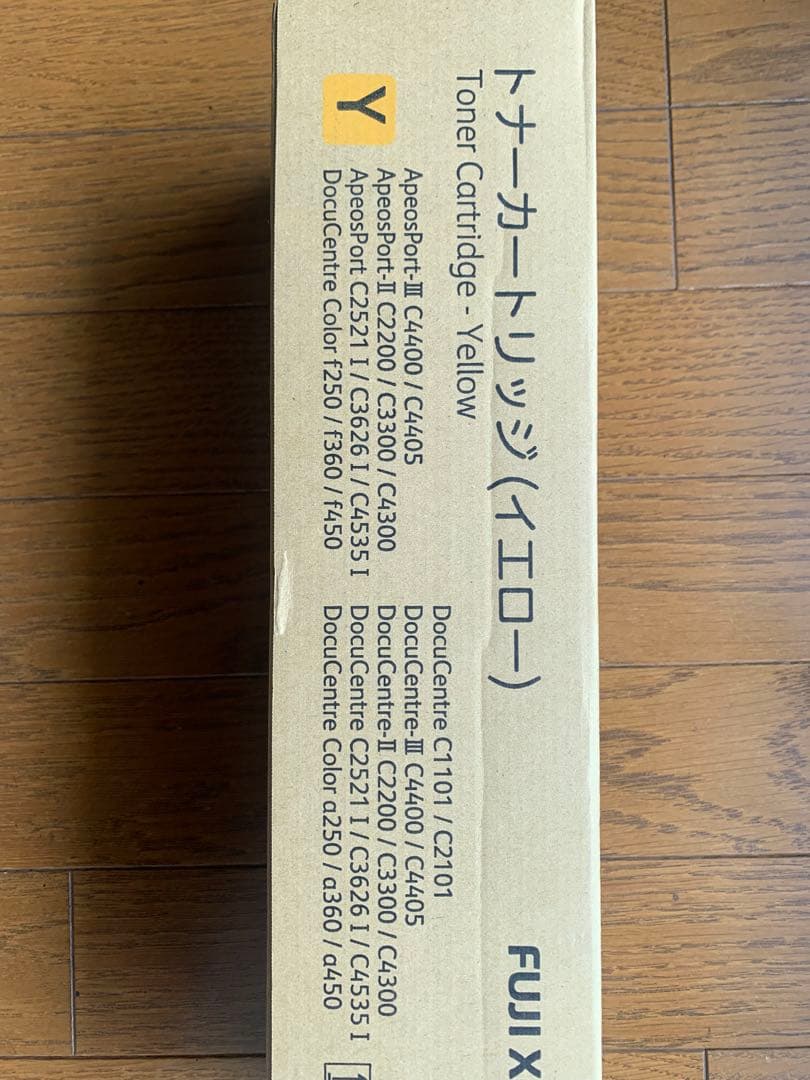 トナーカートリッジ (イエロー)
Toner Cartridge - Yellow
FUJI X
Y
ApeosPort-Ⅲ C4400 / C4405
ApeosPort-Ⅱ C2200 / C3300 / C4300
ApeosPort C2521 I / C3626 I / C4535 I
DocuCentre Color f250 / f360 / f450
DocuCentre C1101 / C2101
DocuCentre-Ⅲ C4400 / C4405
DocuCentre-Ⅱ C2200 / C3300 / C4300
DocuCentre C2521 I / C3626 I / C4535 I
DocuCentre Color a250 / a360 / a450